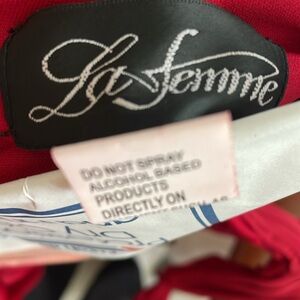 La Femme
DO NOT SPRAY
ALCOHOL BASED
PRODUCTS
DIRECTLY ON